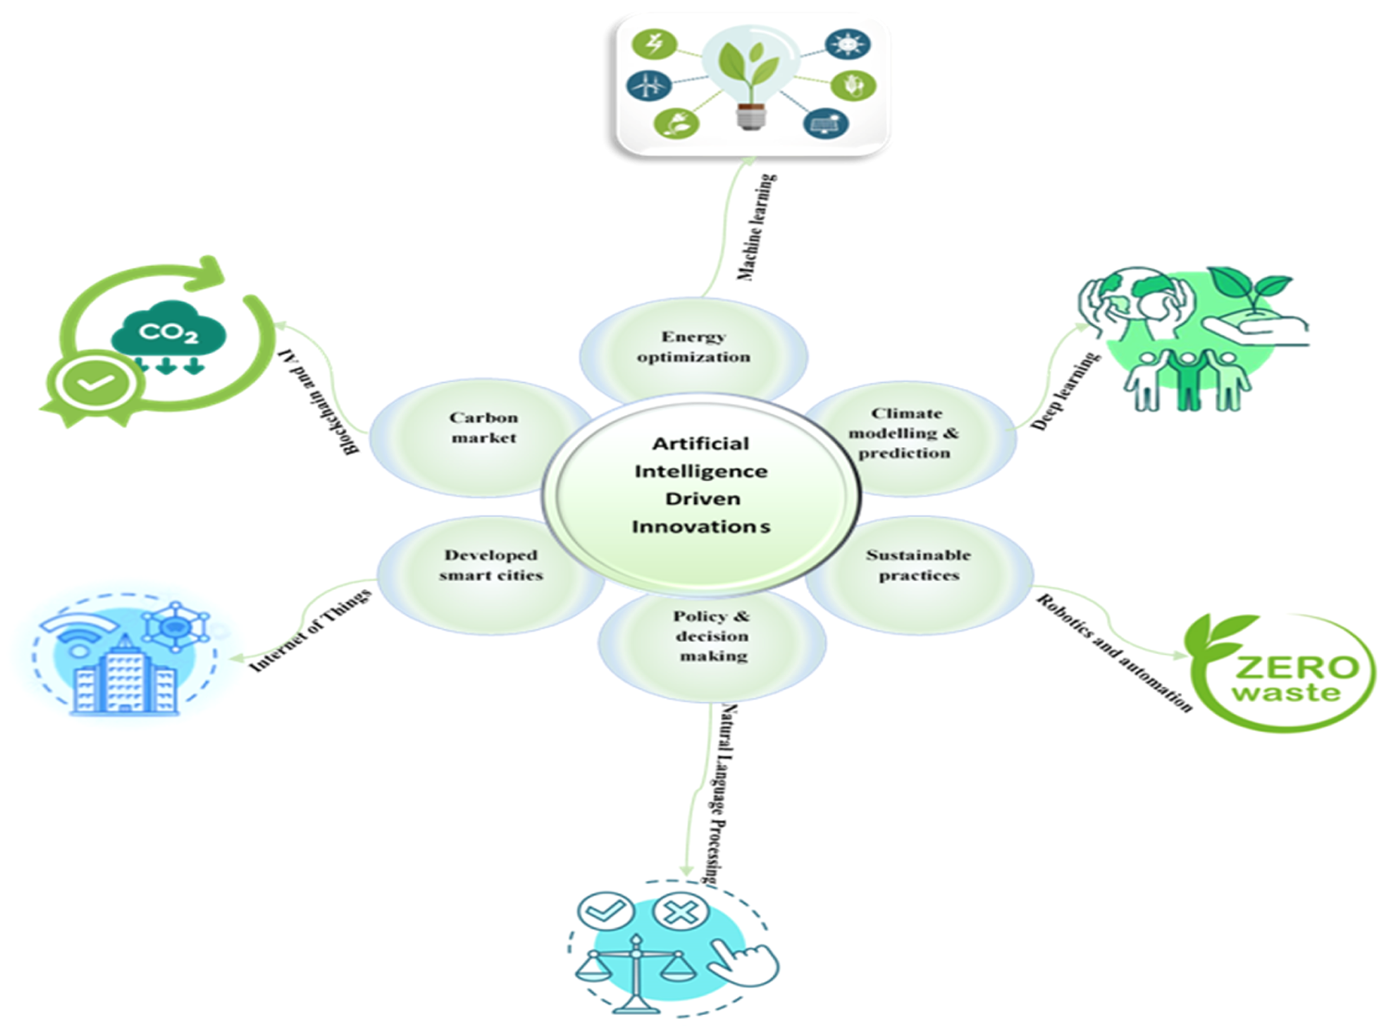 Machine learning
Energy
optimization
CO2
Blockchain and AI
Deep learning
Carbon
market
Climate
modelling &
prediction
Artificial
Intelligence
Driven
Innovations
Developed
smart cities
Sustainable
practices
Internet of Things
Robotics and automation
Policy &
decision
making
ZERO
waste
Natural Language Processing